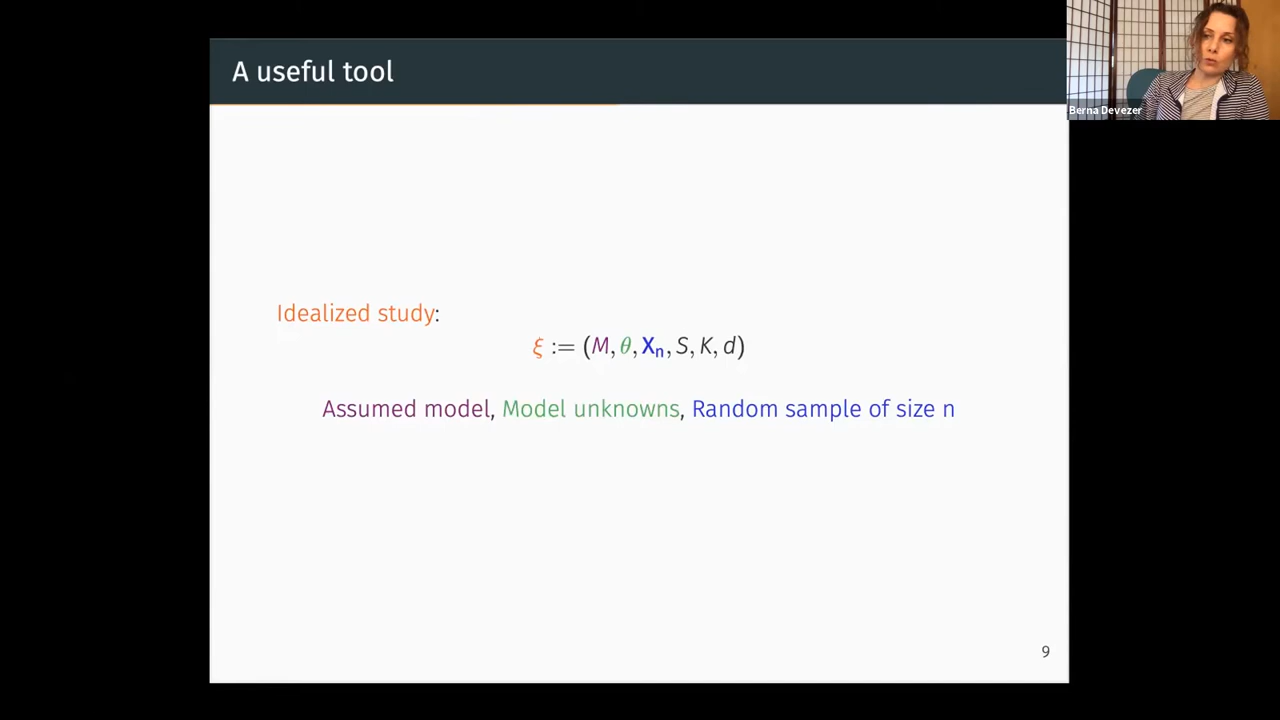 A useful tool
Berna Devezer
Idealized study:
ξ := (M, θ, Xₙ, S, K, d)
Assumed model, Model unknowns, Random sample of size n
9